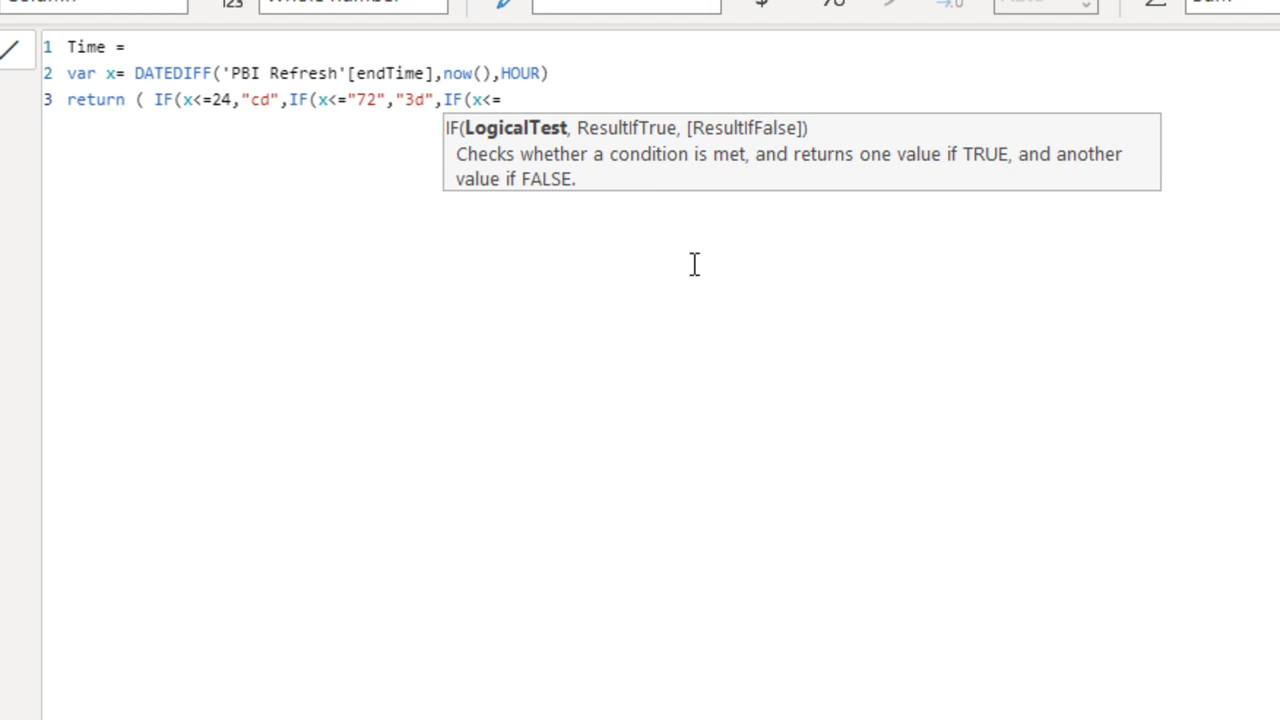 123
$
%
1 Time =
2 var x= DATEDIFF('PBI Refresh'[endTime],now(),HOUR)
3 return ( IF(x<=24,"cd",IF(x<="72","3d",IF(x<=
IF(LogicalTest, ResultIfTrue, [ResultIfFalse])
Checks whether a condition is met, and returns one value if TRUE, and another
value if FALSE.